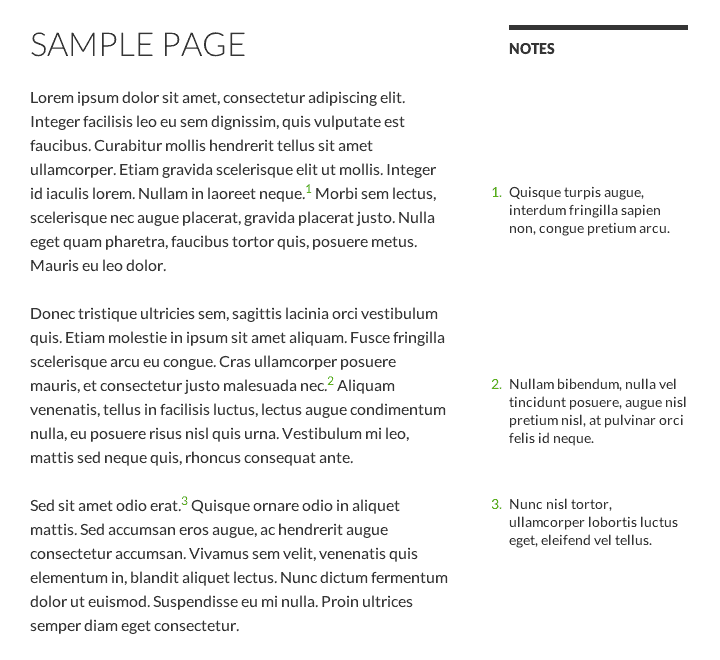 SAMPLE PAGE
Lorem ipsum dolor sit amet, consectetur adipiscing elit.
Integer facilisis leo eu sem dignissim, quis vulputate est
faucibus. Curabitur mollis hendrerit tellus sit amet
ullamcorper. Etiam gravida scelerisque elit ut mollis. Integer
id iaculis lorem. Nullam in laoreet neque.1 Morbi sem lectus,
scelerisque nec augue placerat, gravida placerat justo. Nulla
eget quam pharetra, faucibus tortor quis, posuere metus.
Mauris eu leo dolor.
Donec tristique ultricies sem, sagittis lacinia orci vestibulum
quis. Etiam molestie in ipsum sit amet aliquam. Fusce fringilla
scelerisque arcu eu congue. Cras ullamcorper posuere
mauris, et consectetur justo malesuada nec.2 Aliquam
venenatis, tellus in facilisis luctus, lectus augue condimentum
nulla, eu posuere risus nisl quis urna. Vestibulum mi leo,
mattis sed neque quis, rhoncus consequat ante.
Sed sit amet odio erat.3 Quisque ornare odio in aliquet
mattis. Sed accumsan eros augue, ac hendrerit augue
consectetur accumsan. Vivamus sem velit, venenatis quis
elementum in, blandit aliquet lectus. Nunc dictum fermentum
dolor ut euismod. Suspendisse eu mi nulla. Proin ultrices
semper diam eget consectetur.
NOTES
1. Quisque turpis augue,
interdum fringilla sapien
non, congue pretium arcu.
2. Nullam bibendum, nulla vel
tincidunt posuere, augue nisl
pretium nisl, at pulvinar orci
felis id neque.
3. Nunc nisl tortor,
ullamcorper lobortis luctus
eget, eleifend vel tellus.